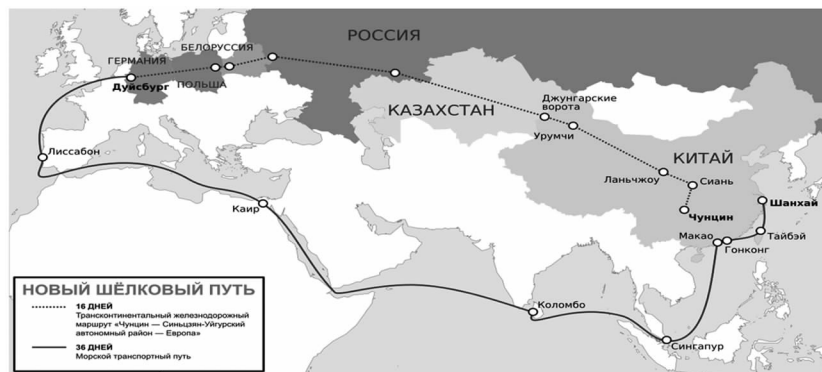 РОССИЯ
БЕЛОРУССИЯ
ГЕРМАНИЯ
ПОЛЬША
Дуйсбург
КАЗАХСТАН
Джунгарские
ворота
Урумчи
КИТАЙ
Ланьчжоу
Сиань
Чунцин
Шанхай
Тайбэй
Макао
Гонконг
Лиссабон
Каир
Коломбо
Сингапур
НОВЫЙ ШЁЛКОВЫЙ ПУТЬ
16 ДНЕЙ
Трансконтинентальный железнодорожный
маршрут «Чунцин — Синьцзян-Уйгурский
автономный район — Европа»
36 ДНЕЙ
Морской транспортный путь